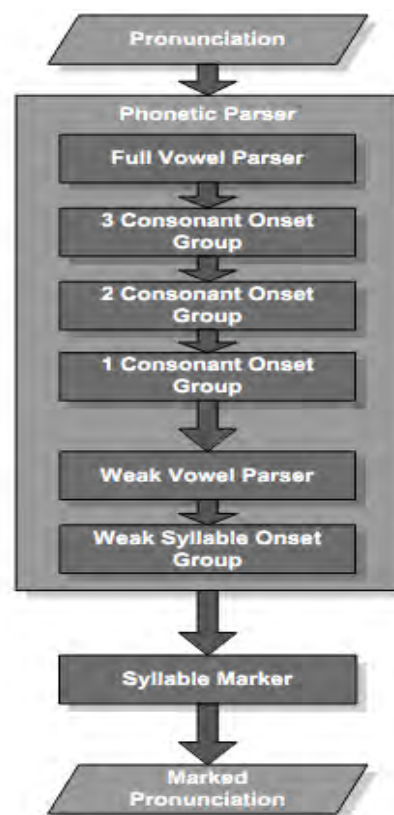 Pronunciation
Phonetic Parser
Full Vowel Parser
3 Consonant Onset
Group
2 Consonant Onset
Group
1 Consonant Onset
Group
Weak Vowel Parser
Weak Syllable Onset
Group
Syllable Marker
Marked
Pronunciation